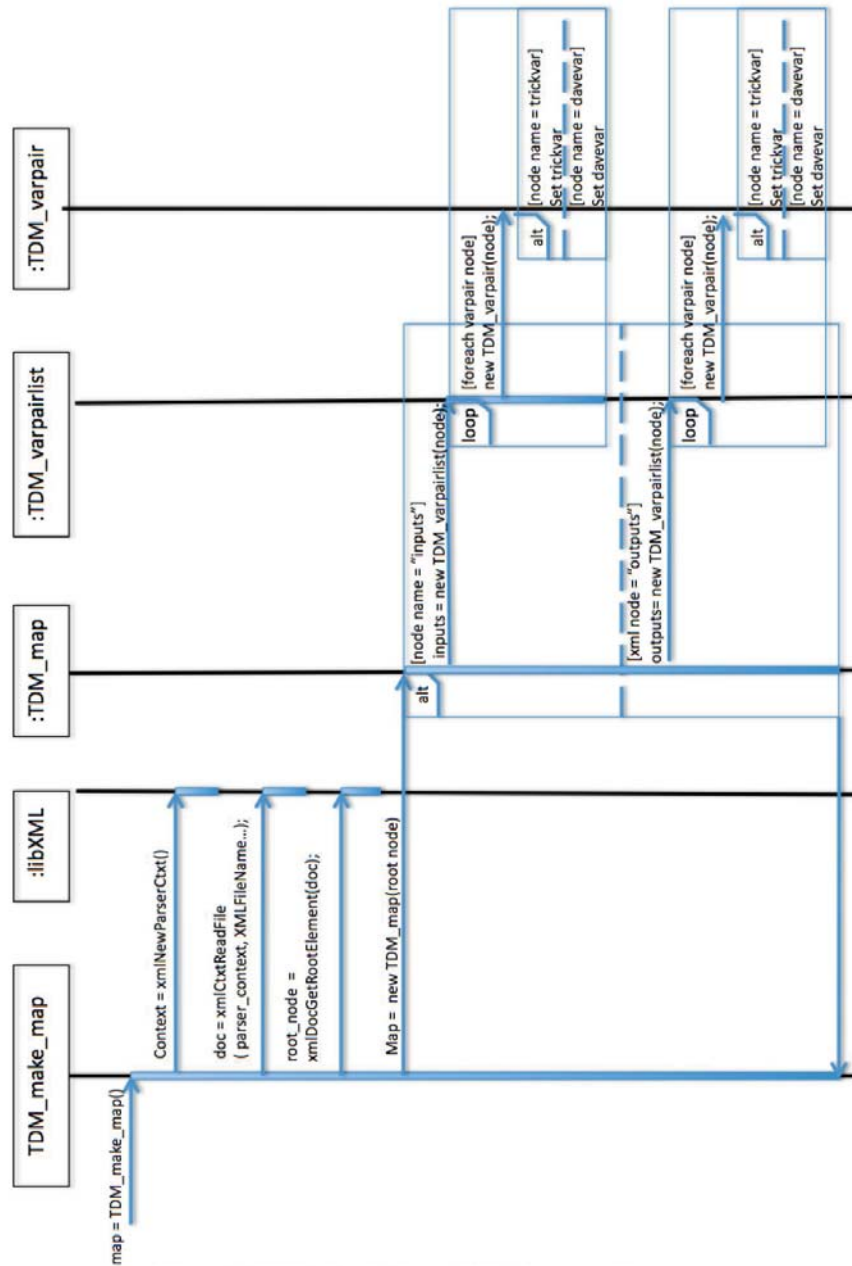 TDM_make_map
:libXML
:TDM_map
:TDM_varpairlist
:TDM_varpair
map = TDM_make_map()
Context = xmlNewParserCtxt()
doc = xmlCtxtReadFile
( parser_context, XMLFileName...);
root_node =
xmlDocGetRootElement(doc);
Map = new TDM_map(root node)
alt
[node name = "inputs"]
inputs = new TDM_varpairlist(node);
loop
[foreach varpair node]
new TDM_varpair(node);
alt
[node name = trickvar]
Set trickvar
[node name = davevar]
Set davevar
[xml node = "outputs"]
outputs= new TDM_varpairlist(node);
loop
[foreach varpair node]
new TDM_varpair(node);
alt
[node name = trickvar]
Set trickvar
[node name = davevar]
Set davevar